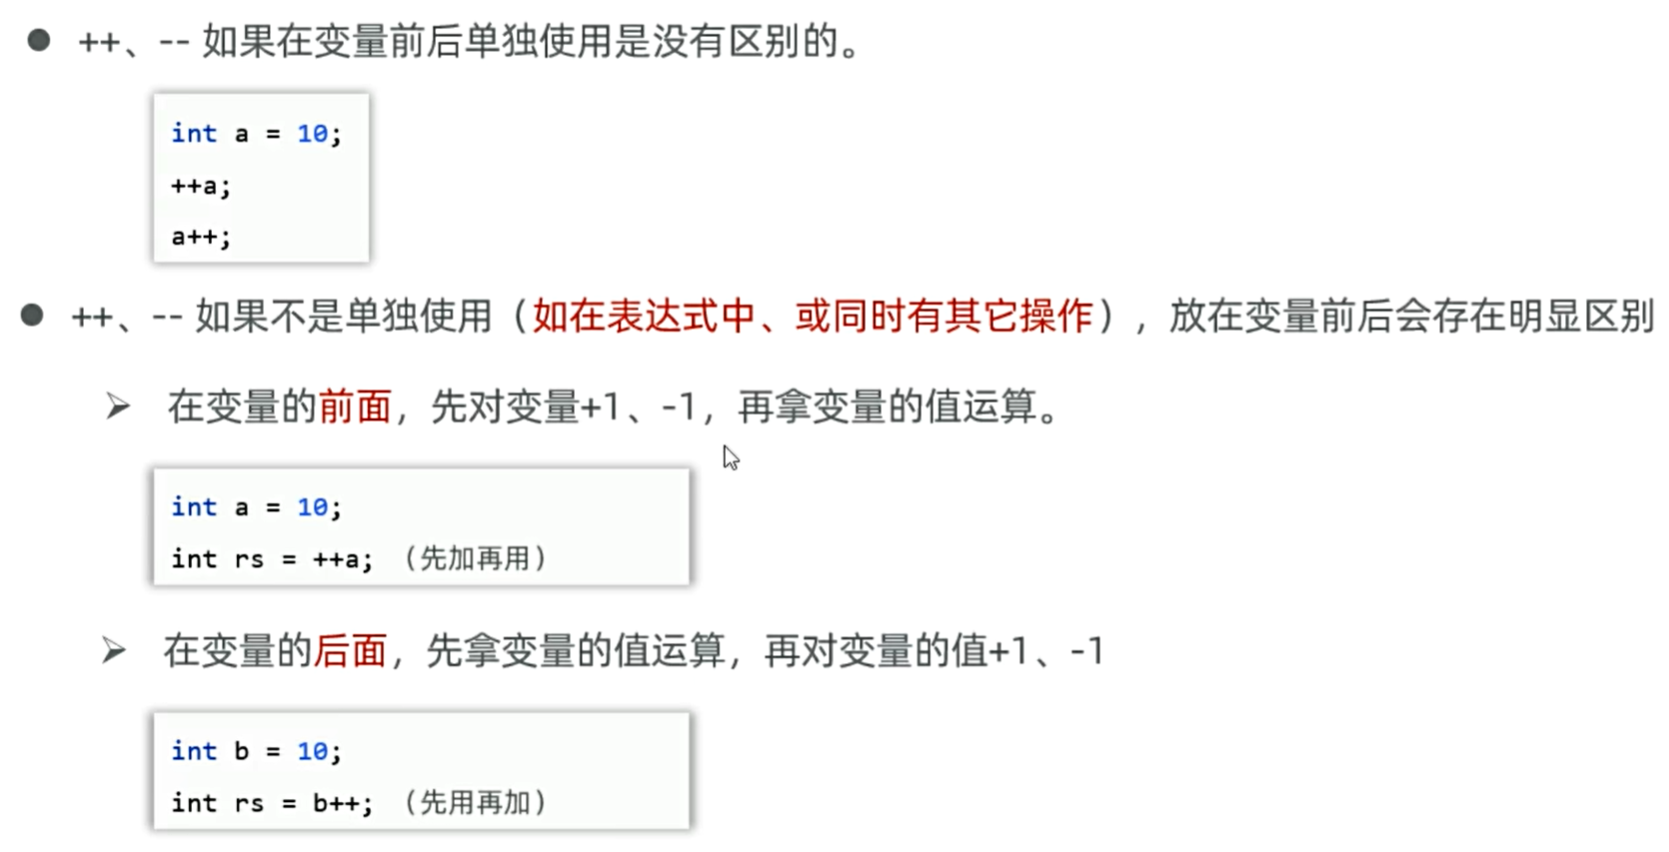 ● ++、-- 如果在变量前后单独使用是没有区别的。
int a = 10;
++a;
a++;
● ++、-- 如果不是单独使用（如在表达式中、或同时有其它操作），放在变量前后会存在明显区别
➢ 在变量的前面，先对变量+1、-1，再拿变量的值运算。
int a = 10;
int rs = ++a; （先加再用）
➢ 在变量的后面，先拿变量的值运算，再对变量的值+1、-1
int b = 10;
int rs = b++; （先用再加）